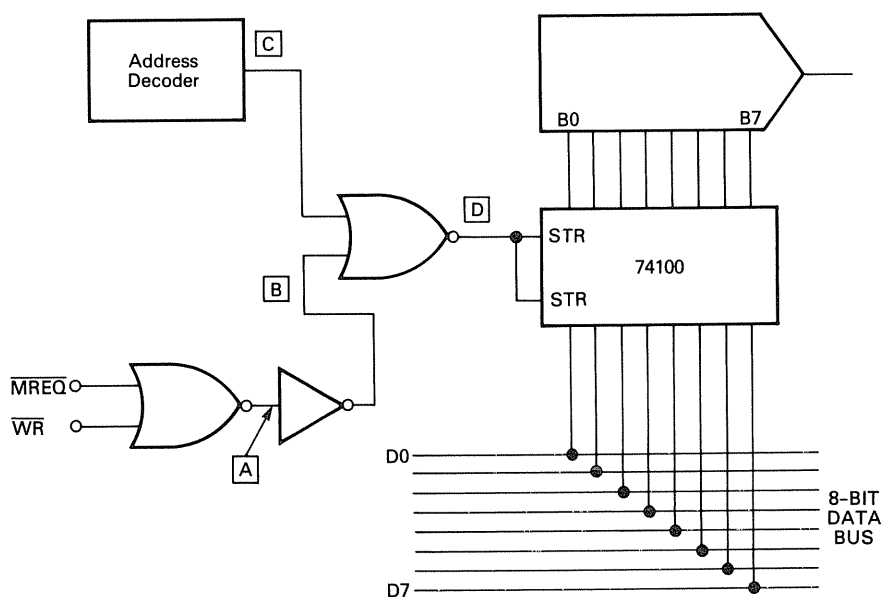 Address
Decoder
C
B0
B7
D
STR
74100
STR
B
MREQ
WR
A
D0
8-BIT
DATA
BUS
D7